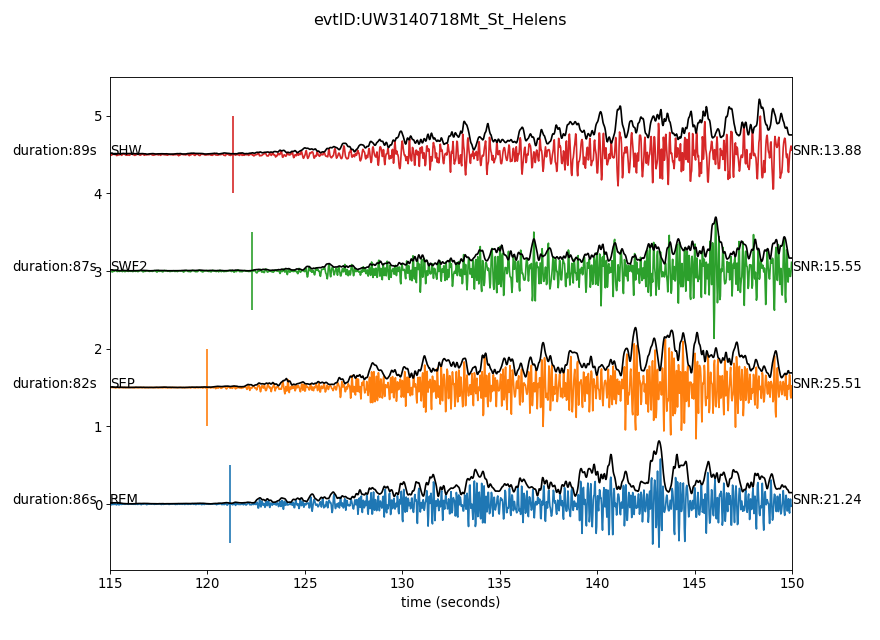 evtID:UW3140718Mt_St_Helens
5
duration:89s SHW SNR:13.88
4
duration:87s SWF2 SNR:15.55
3
2
duration:82s SEP SNR:25.51
1
duration:86s REM SNR:21.24
0
115 120 125 130 135 140 145 150
time (seconds)